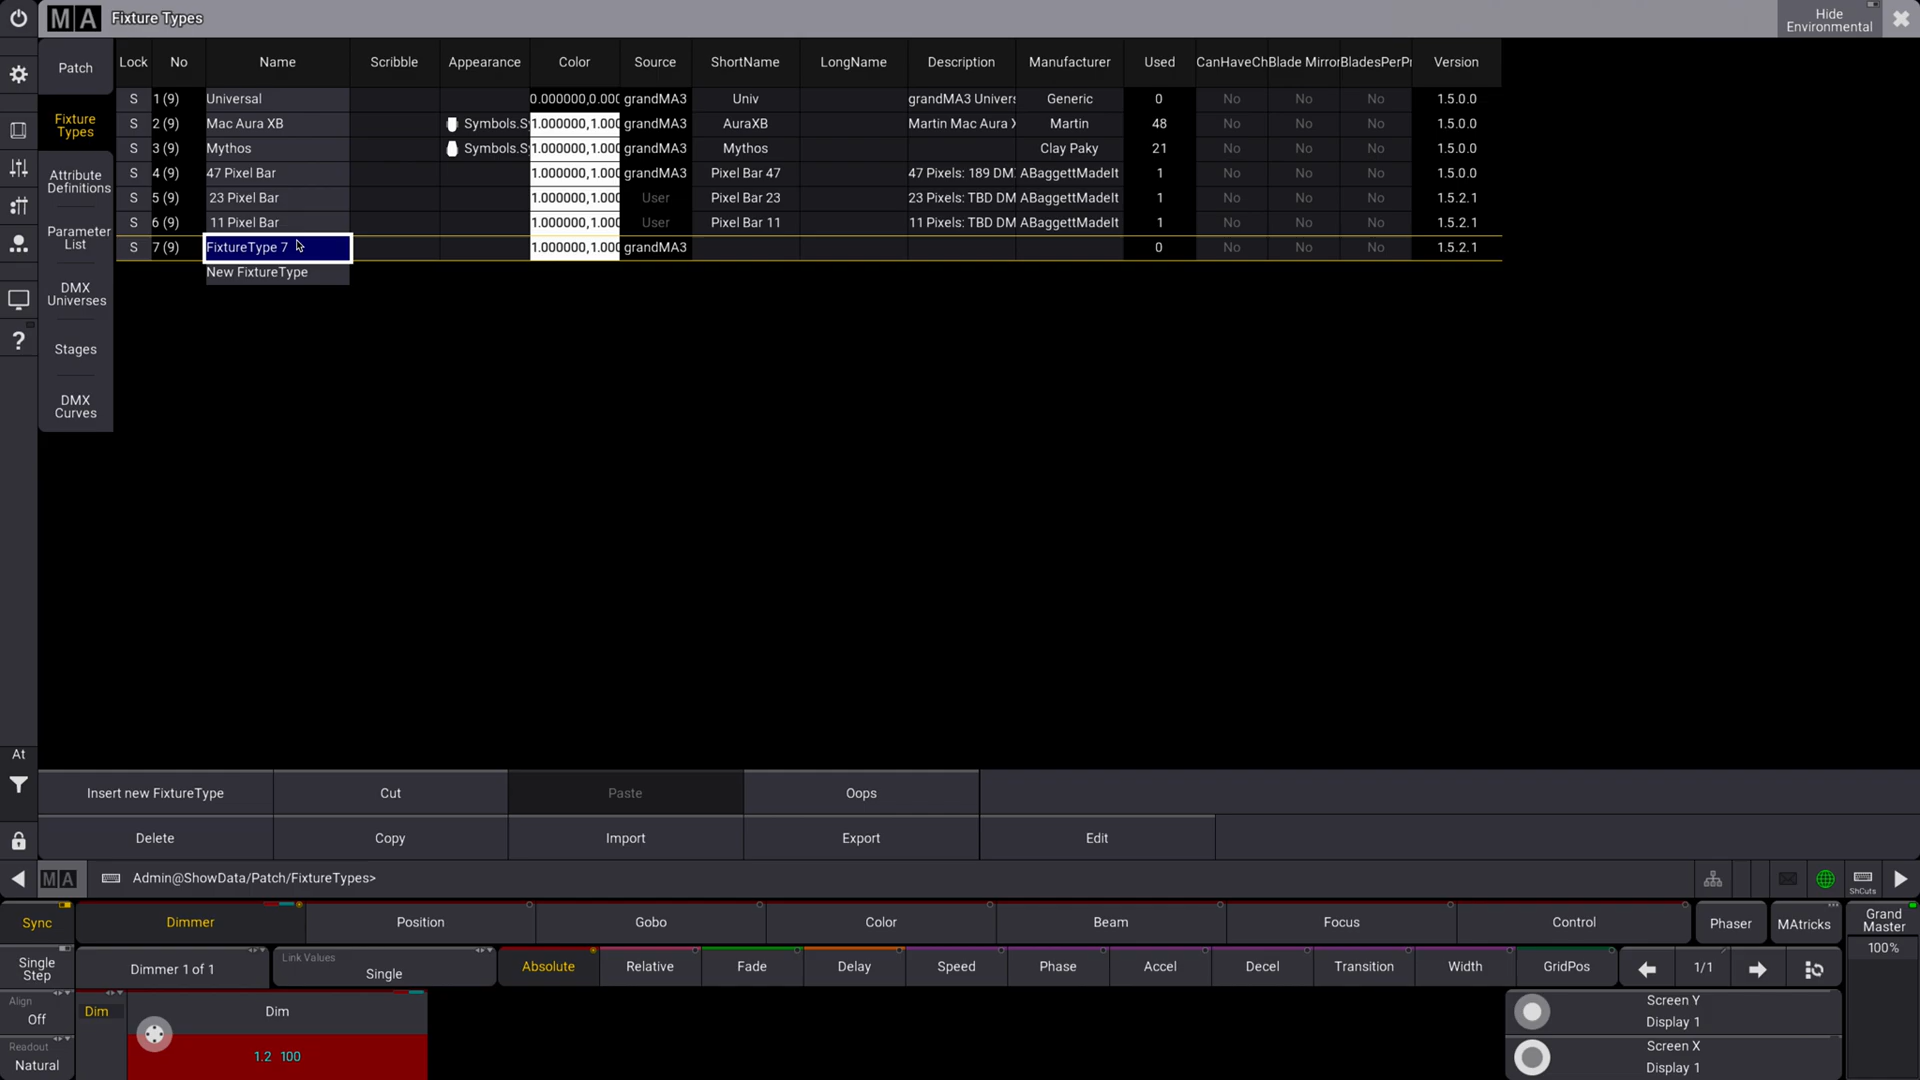 MA Fixture Types
Hide
Environmental
Patch
Fixture
Types
Attribute
Definitions
Parameter
List
DMX
Universes
Stages
DMX
Curves
Lock No Name Scribble Appearance Color Source ShortName LongName Description Manufacturer Used CanHaveCh Blade Mirror BladesPerPr Version
S 1 (9) Universal 0.000000,0.000 grandMA3 Univ grandMA3 Univers Generic 0 No No No 1.5.0.0
S 2 (9) Mac Aura XB Symbols.Sy 1.000000,1.000 grandMA3 AuraXB Martin Mac Aura X Martin 48 No No No 1.5.0.0
S 3 (9) Mythos Symbols.Sy 1.000000,1.000 grandMA3 Mythos Clay Paky 21 No No No 1.5.0.0
S 4 (9) 47 Pixel Bar 1.000000,1.000 grandMA3 Pixel Bar 47 47 Pixels: 189 DMX ABaggettMadeIt 1 No No No 1.5.0.0
S 5 (9) 23 Pixel Bar 1.000000,1.000 User Pixel Bar 23 23 Pixels: TBD DM ABaggettMadeIt 1 No No No 1.5.2.1
S 6 (9) 11 Pixel Bar 1.000000,1.000 User Pixel Bar 11 11 Pixels: TBD DM ABaggettMadeIt 1 No No No 1.5.2.1
S 7 (9) FixtureType 7 1.000000,1.000 grandMA3 0 No No No 1.5.2.1
New FixtureType
?
At
Insert new FixtureType Cut Paste Oops
Delete Copy Import Export Edit
MA Admin@ShowData/Patch/FixtureTypes>
ShCuts
Sync Dimmer Position Gobo Color Beam Focus Control Phaser MAtricks
Grand
Master
100%
Single
Step
Dimmer 1 of 1
Link Values
Single
Absolute Relative Fade Delay Speed Phase Accel Decel Transition Width GridPos 1/1
Align
Off
Readout
Natural
Dim
Dim
1.2 100
Screen Y
Display 1
Screen X
Display 1